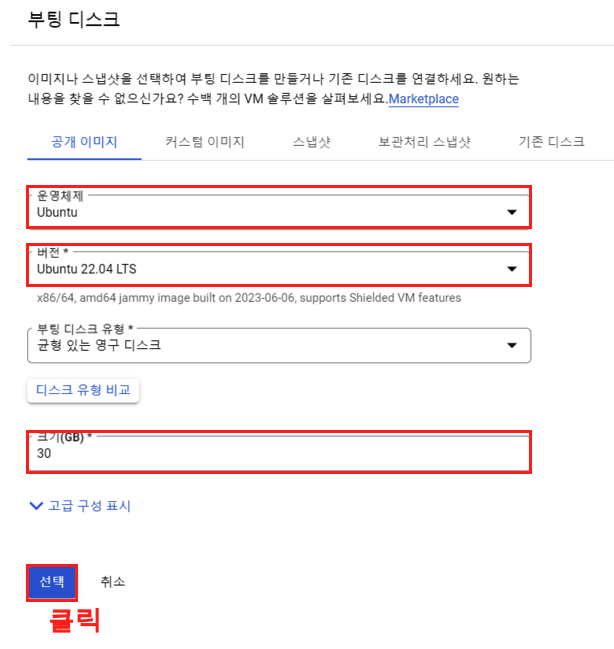 부팅 디스크
이미지나 스냅샷을 선택하여 부팅 디스크를 만들거나 기존 디스크를 연결하세요. 원하는
내용을 찾을 수 없으신가요? 수백 개의 VM 솔루션을 살펴보세요.Marketplace
공개 이미지 커스텀 이미지 스냅샷 보관처리 스냅샷 기존 디스크
운영체제
Ubuntu
버전 *
Ubuntu 22.04 LTS
x86/64, amd64 jammy image built on 2023-06-06, supports Shielded VM features
부팅 디스크 유형 *
균형 있는 영구 디스크
디스크 유형 비교
크기(GB) *
30
고급 구성 표시
선택 취소
클릭